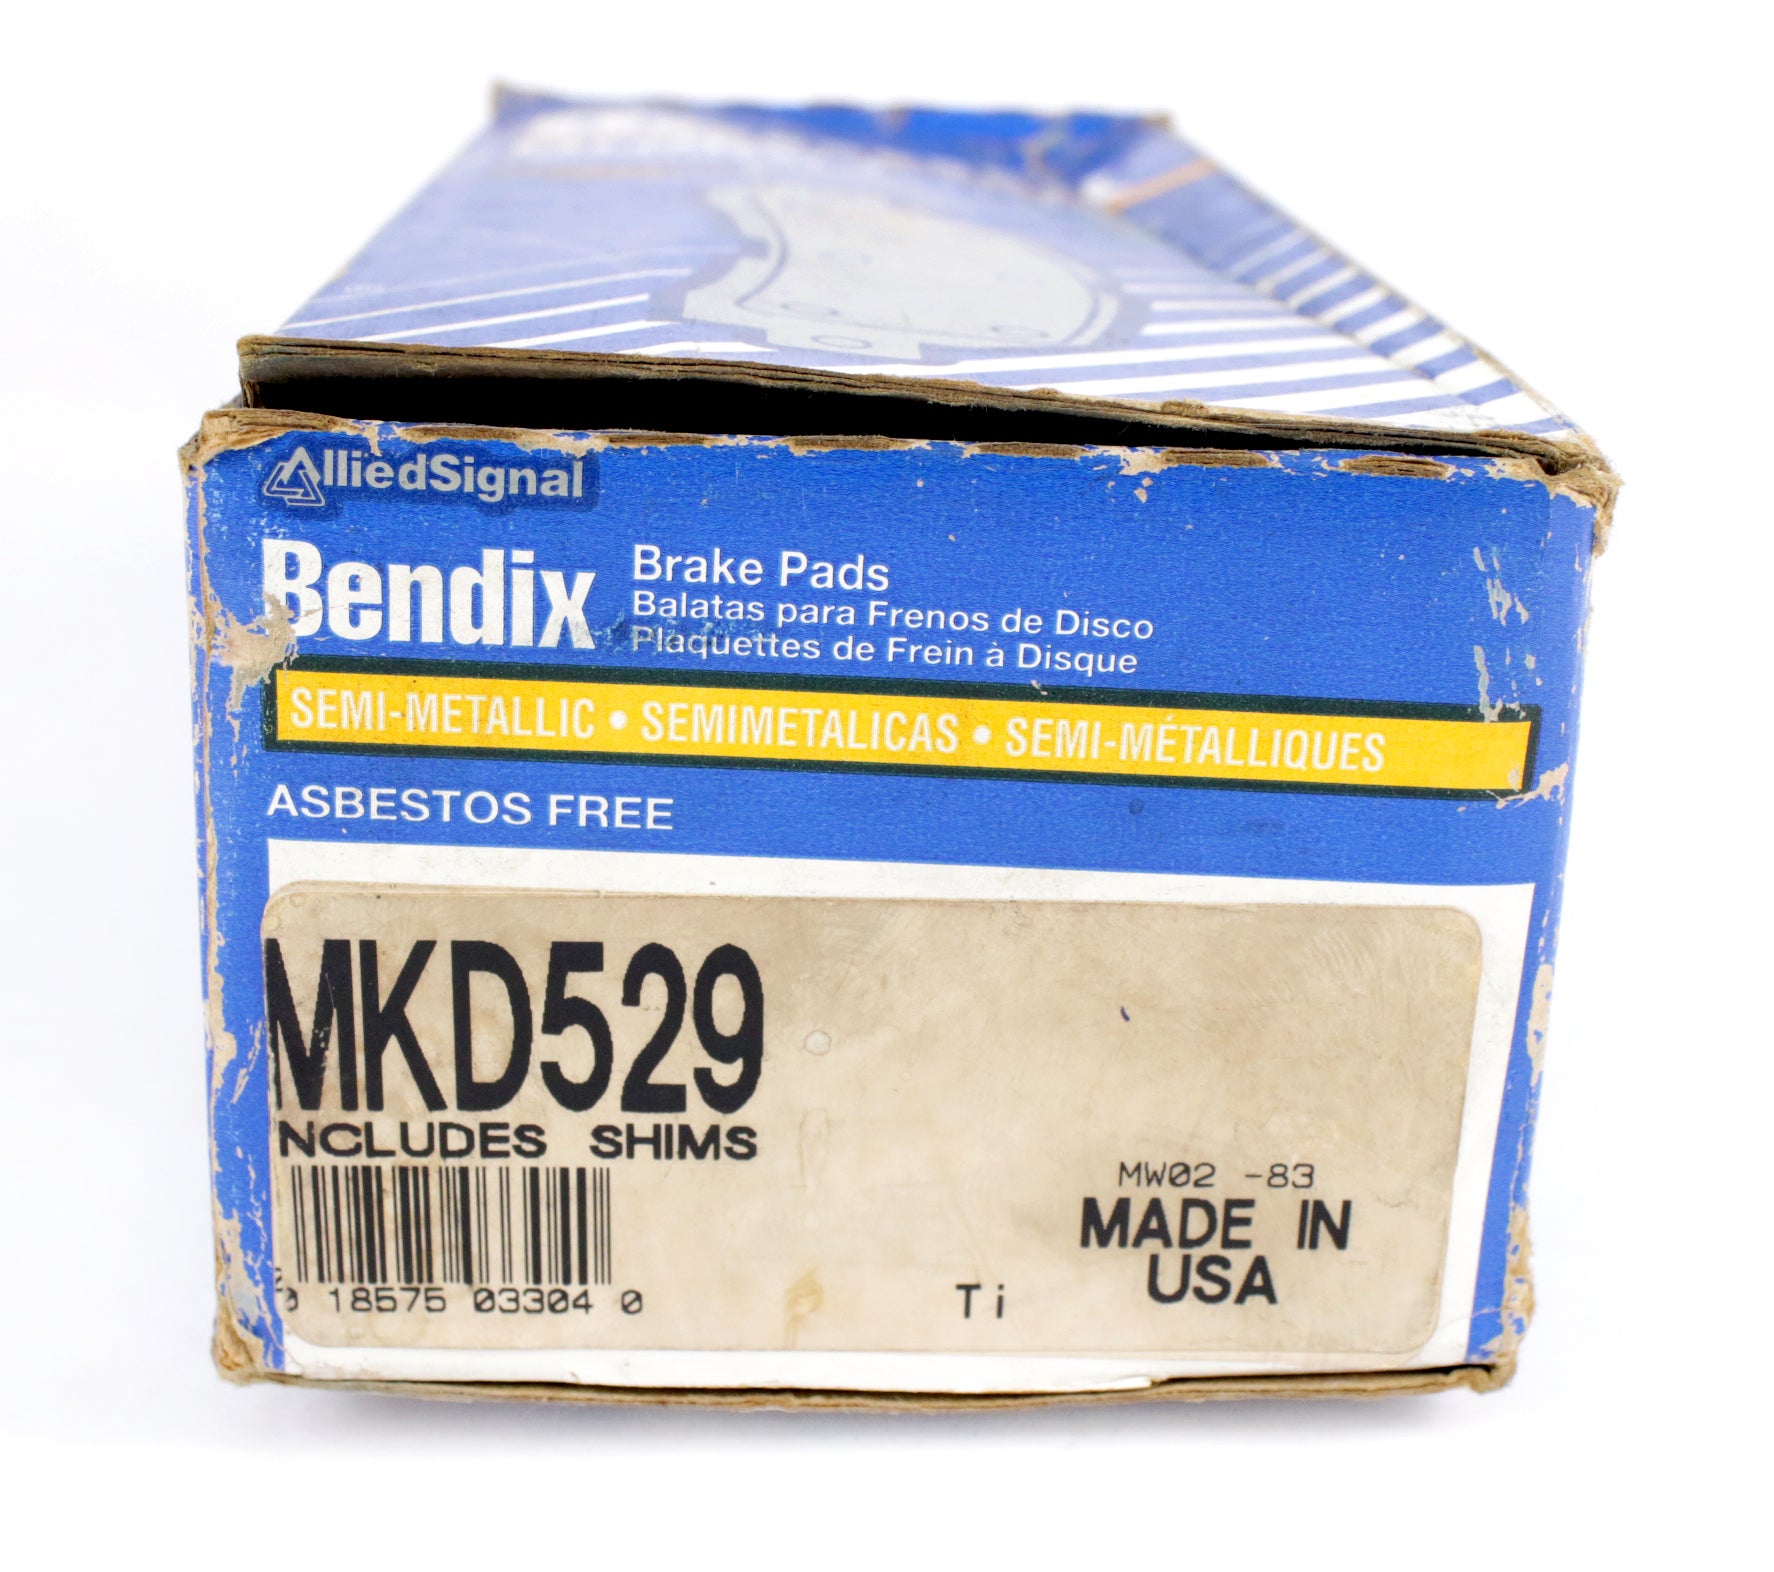 AlliedSignal
Bendix
Brake Pads
Balatas para Frenos de Disco
Plaquettes de Frein à Disque
SEMI-METALLIC • SEMIMETALICAS • SEMI-MÉTALLIQUES
ASBESTOS FREE
MKD529
NCLUDES SHIMS
0 18575 03304 0
Ti
MW02 -83
MADE IN
USA